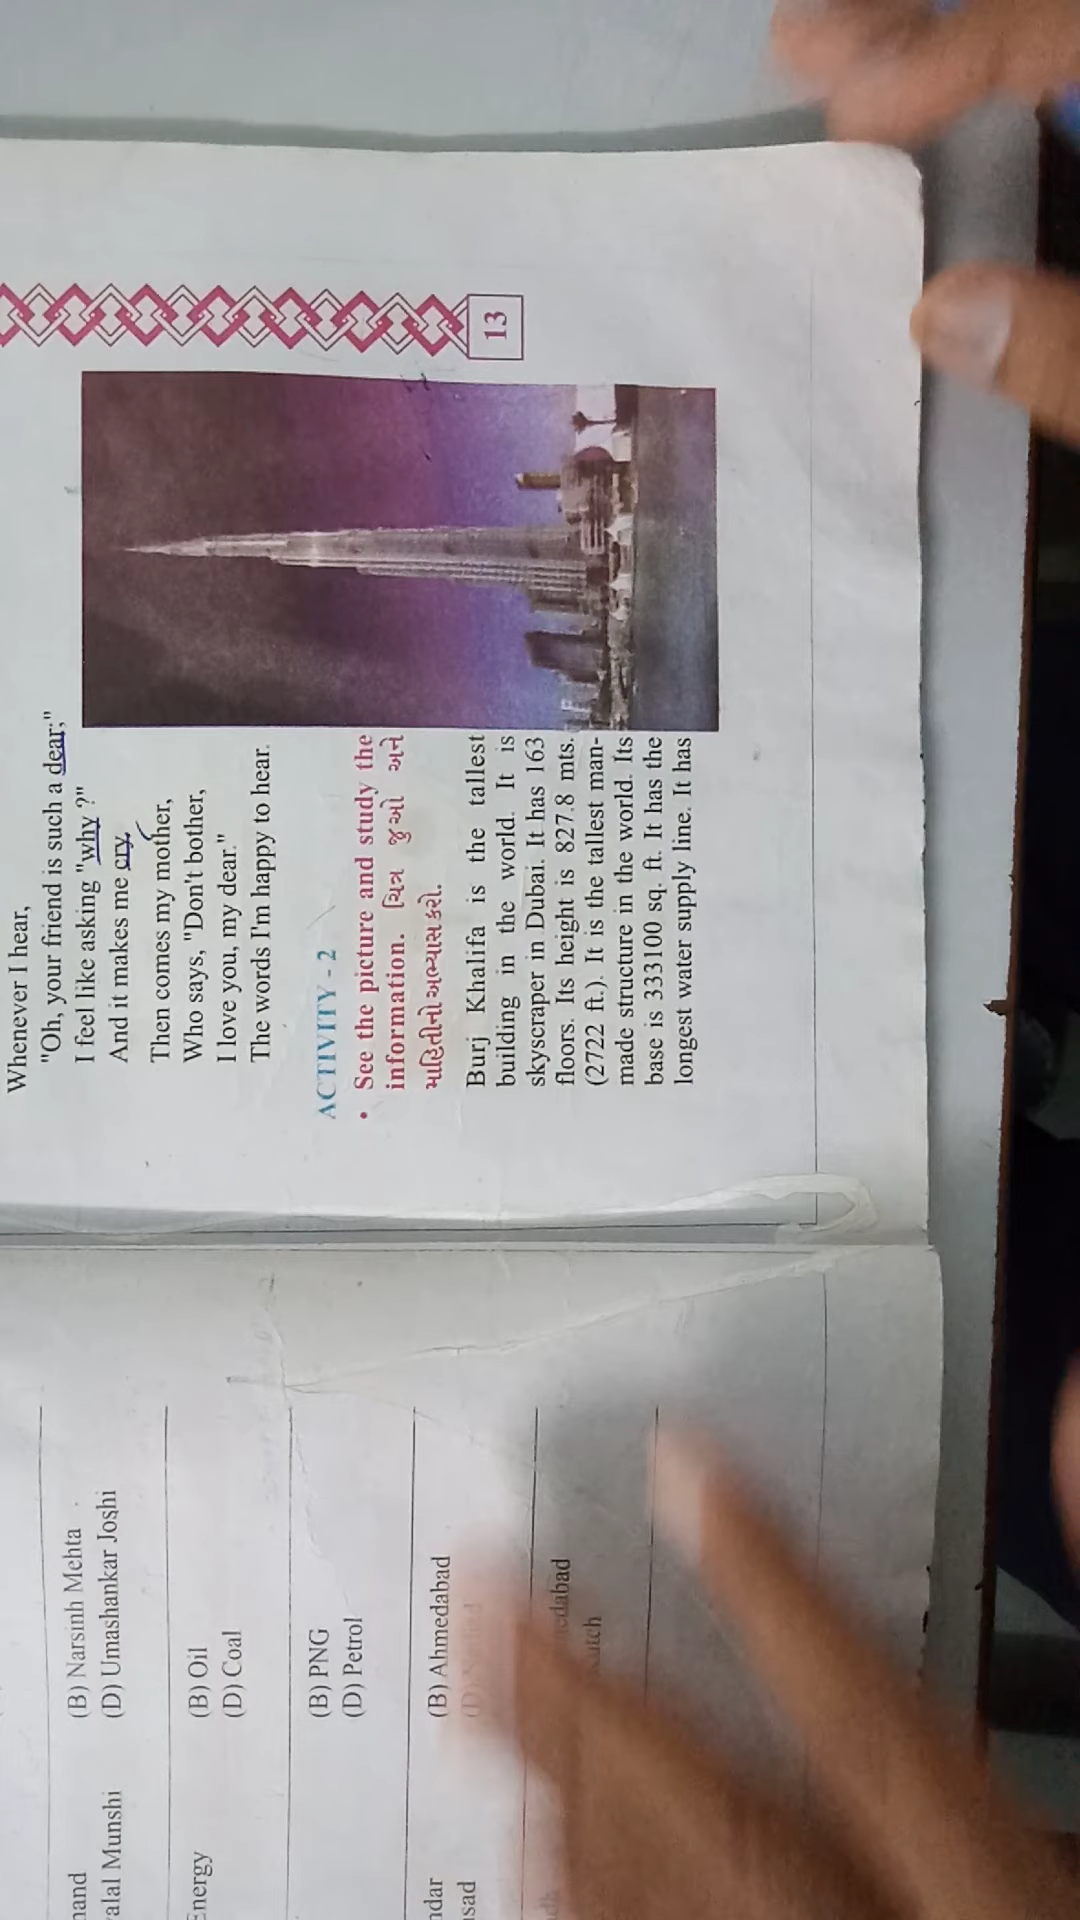 nand
(B) Narsinh Mehta
alal Munshi
(D) Umashankar Joshi
Energy
(B) Oil
(D) Coal
(B) PNG
(D) Petrol
ndar
(B) Ahmedabad
sad
edabad
utch
Whenever I hear,
"Oh, your friend is such a dear;"
I feel like asking "why ?"
And it makes me cry.
Then comes my mother,
Who says, "Don't bother,
I love you, my dear."
The words I'm happy to hear.
ACTIVITY - 2
• See the picture and study the
information. ચિત્ર જુઓ અને
માહિતીનો અભ્યાસ કરો.
Burj Khalifa is the tallest
building in the world. It is
skyscraper in Dubai. It has 163
floors. Its height is 827.8 mts.
(2722 ft.). It is the tallest man-
made structure in the world. Its
base is 333100 sq. ft. It has the
longest water supply line. It has
13